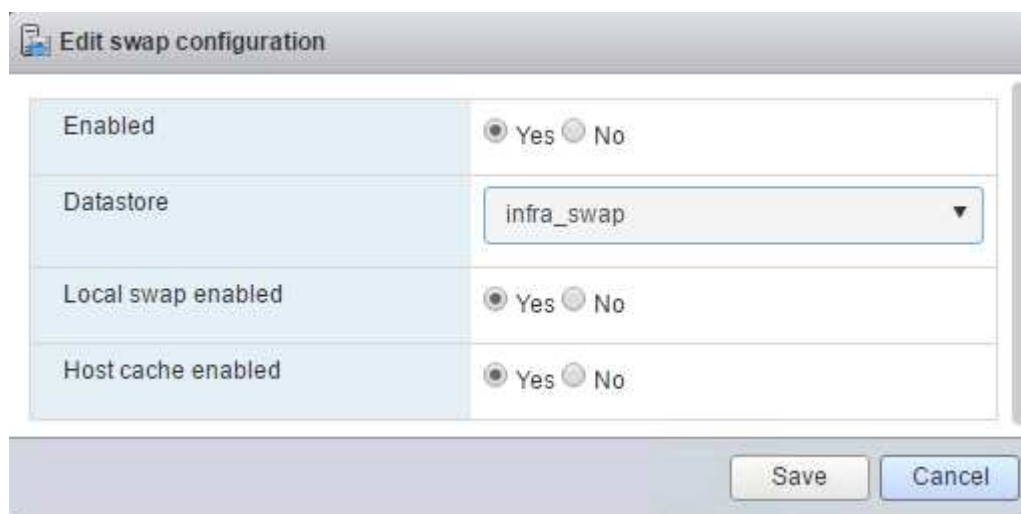 Edit swap configuration
Enabled
Yes No
Datastore
infra_swap
Local swap enabled
Yes No
Host cache enabled
Yes No
Save Cancel